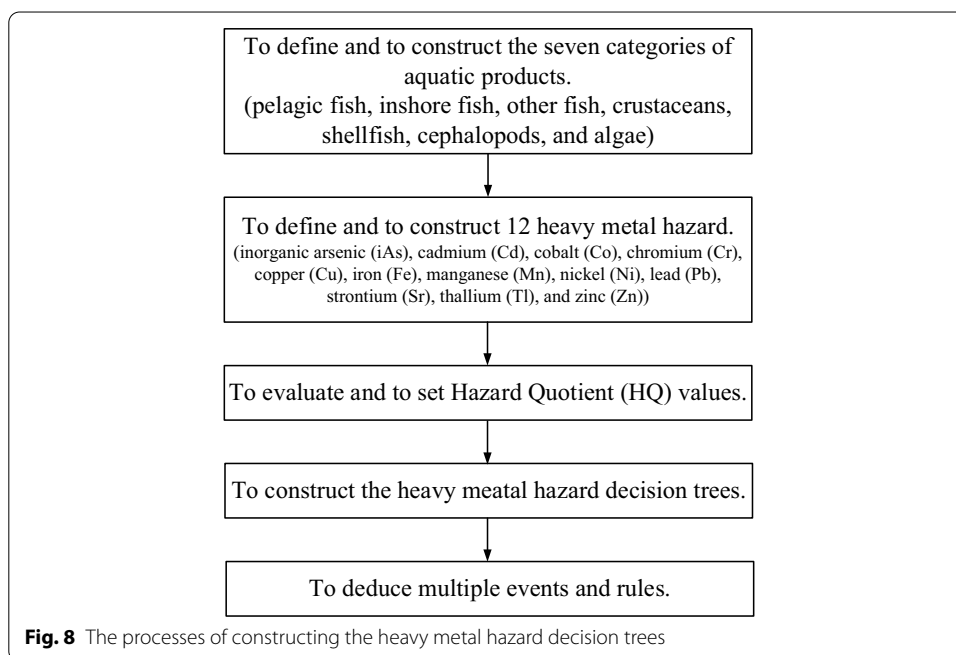 To define and to construct the seven categories of
aquatic products.
(pelagic fish, inshore fish, other fish, crustaceans,
shellfish, cephalopods, and algae)
To define and to construct 12 heavy metal hazard.
(inorganic arsenic (iAs), cadmium (Cd), cobalt (Co), chromium (Cr),
copper (Cu), iron (Fe), manganese (Mn), nickel (Ni), lead (Pb),
strontium (Sr), thallium (Tl), and zinc (Zn))
To evaluate and to set Hazard Quotient (HQ) values.
To construct the heavy meatal hazard decision trees.
To deduce multiple events and rules.
Fig. 8 The processes of constructing the heavy metal hazard decision trees